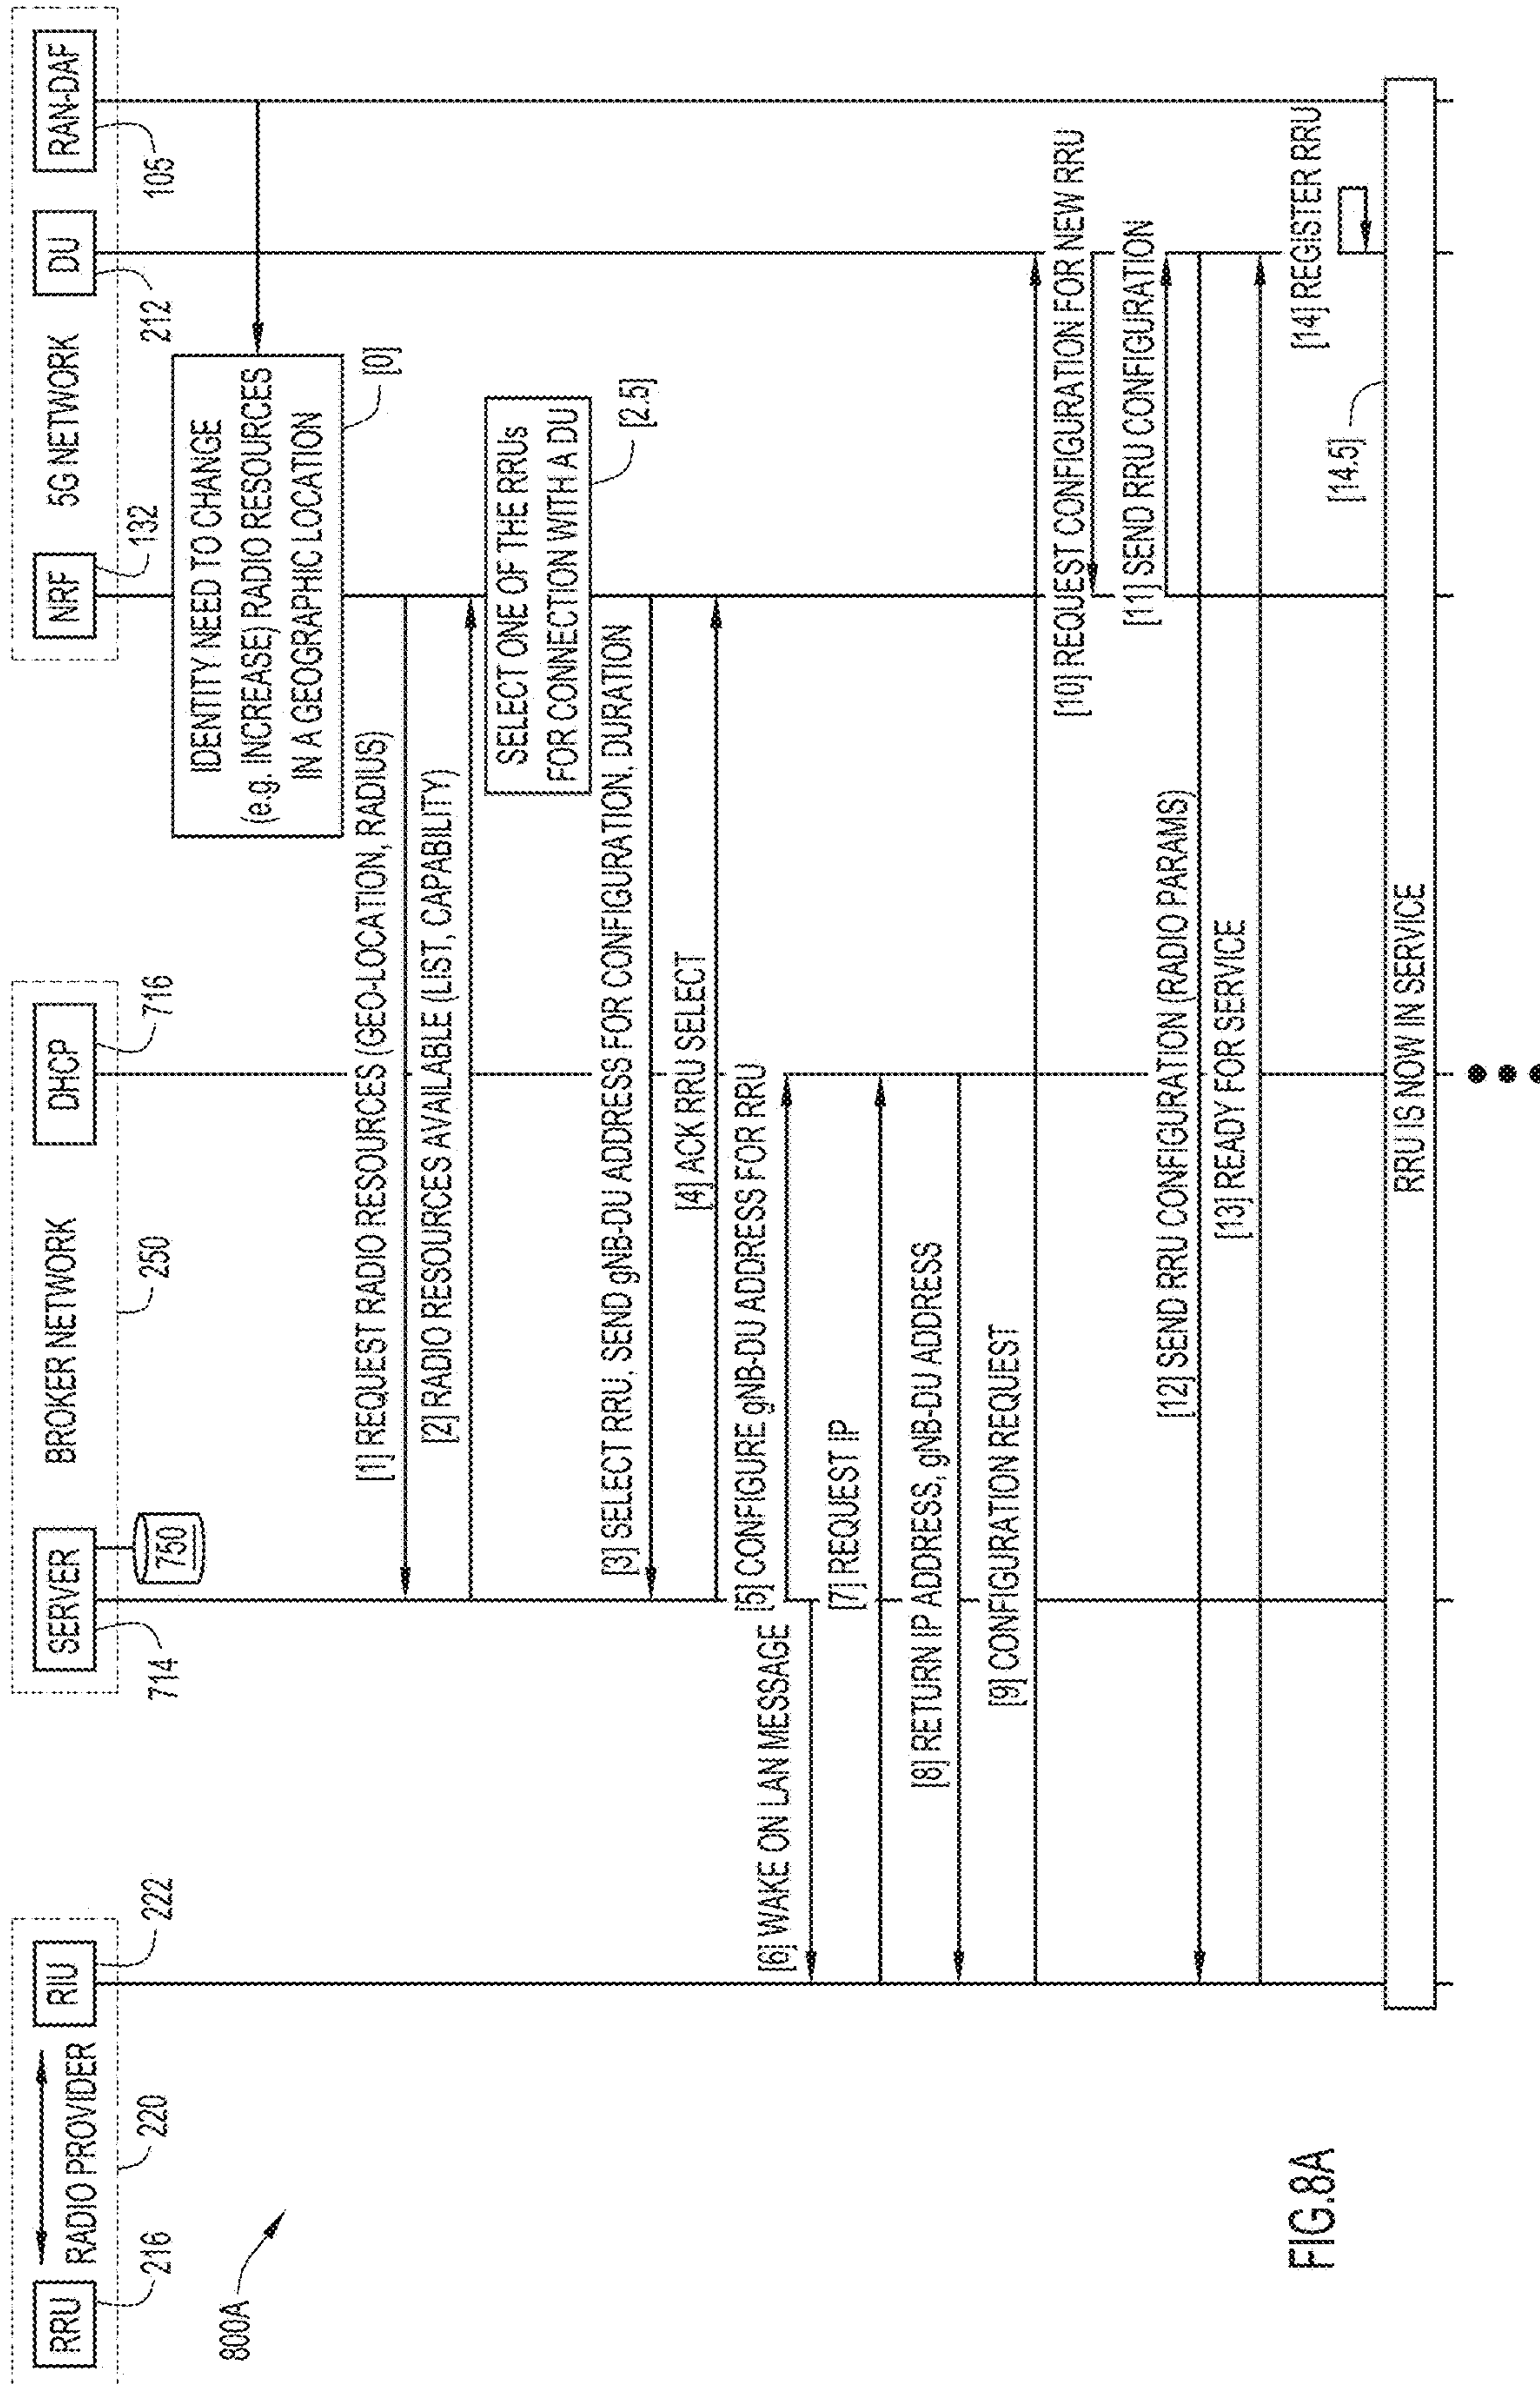 RRU
RADIO PROVIDER
RIU
216
220
222
SERVER
BROKER NETWORK
DHCP
750
714
250
716
NRF
5G NETWORK
DU
RAN-DAF
132
212
105
800A
IDENTITY NEED TO CHANGE
(e.g. INCREASE) RADIO RESOURCES
IN A GEOGRAPHIC LOCATION
[0]
[1] REQUEST RADIO RESOURCES (GEO-LOCATION, RADIUS)
[2] RADIO RESOURCES AVAILABLE (LIST, CAPABILITY)
SELECT ONE OF THE RRUs
FOR CONNECTION WITH A DU
[2.5]
[3] SELECT RRU, SEND gNB-DU ADDRESS FOR CONFIGURATION, DURATION
[4] ACK RRU SELECT
[5] CONFIGURE gNB-DU ADDRESS FOR RRU
[6] WAKE ON LAN MESSAGE
[7] REQUEST IP
[8] RETURN IP ADDRESS, gNB-DU ADDRESS
[9] CONFIGURATION REQUEST
[10] REQUEST CONFIGURATION FOR NEW RRU
[11] SEND RRU CONFIGURATION
[12] SEND RRU CONFIGURATION (RADIO PARAMS)
[13] READY FOR SERVICE
[14] REGISTER RRU
[14.5]
RRU IS NOW IN SERVICE
FIG.8A